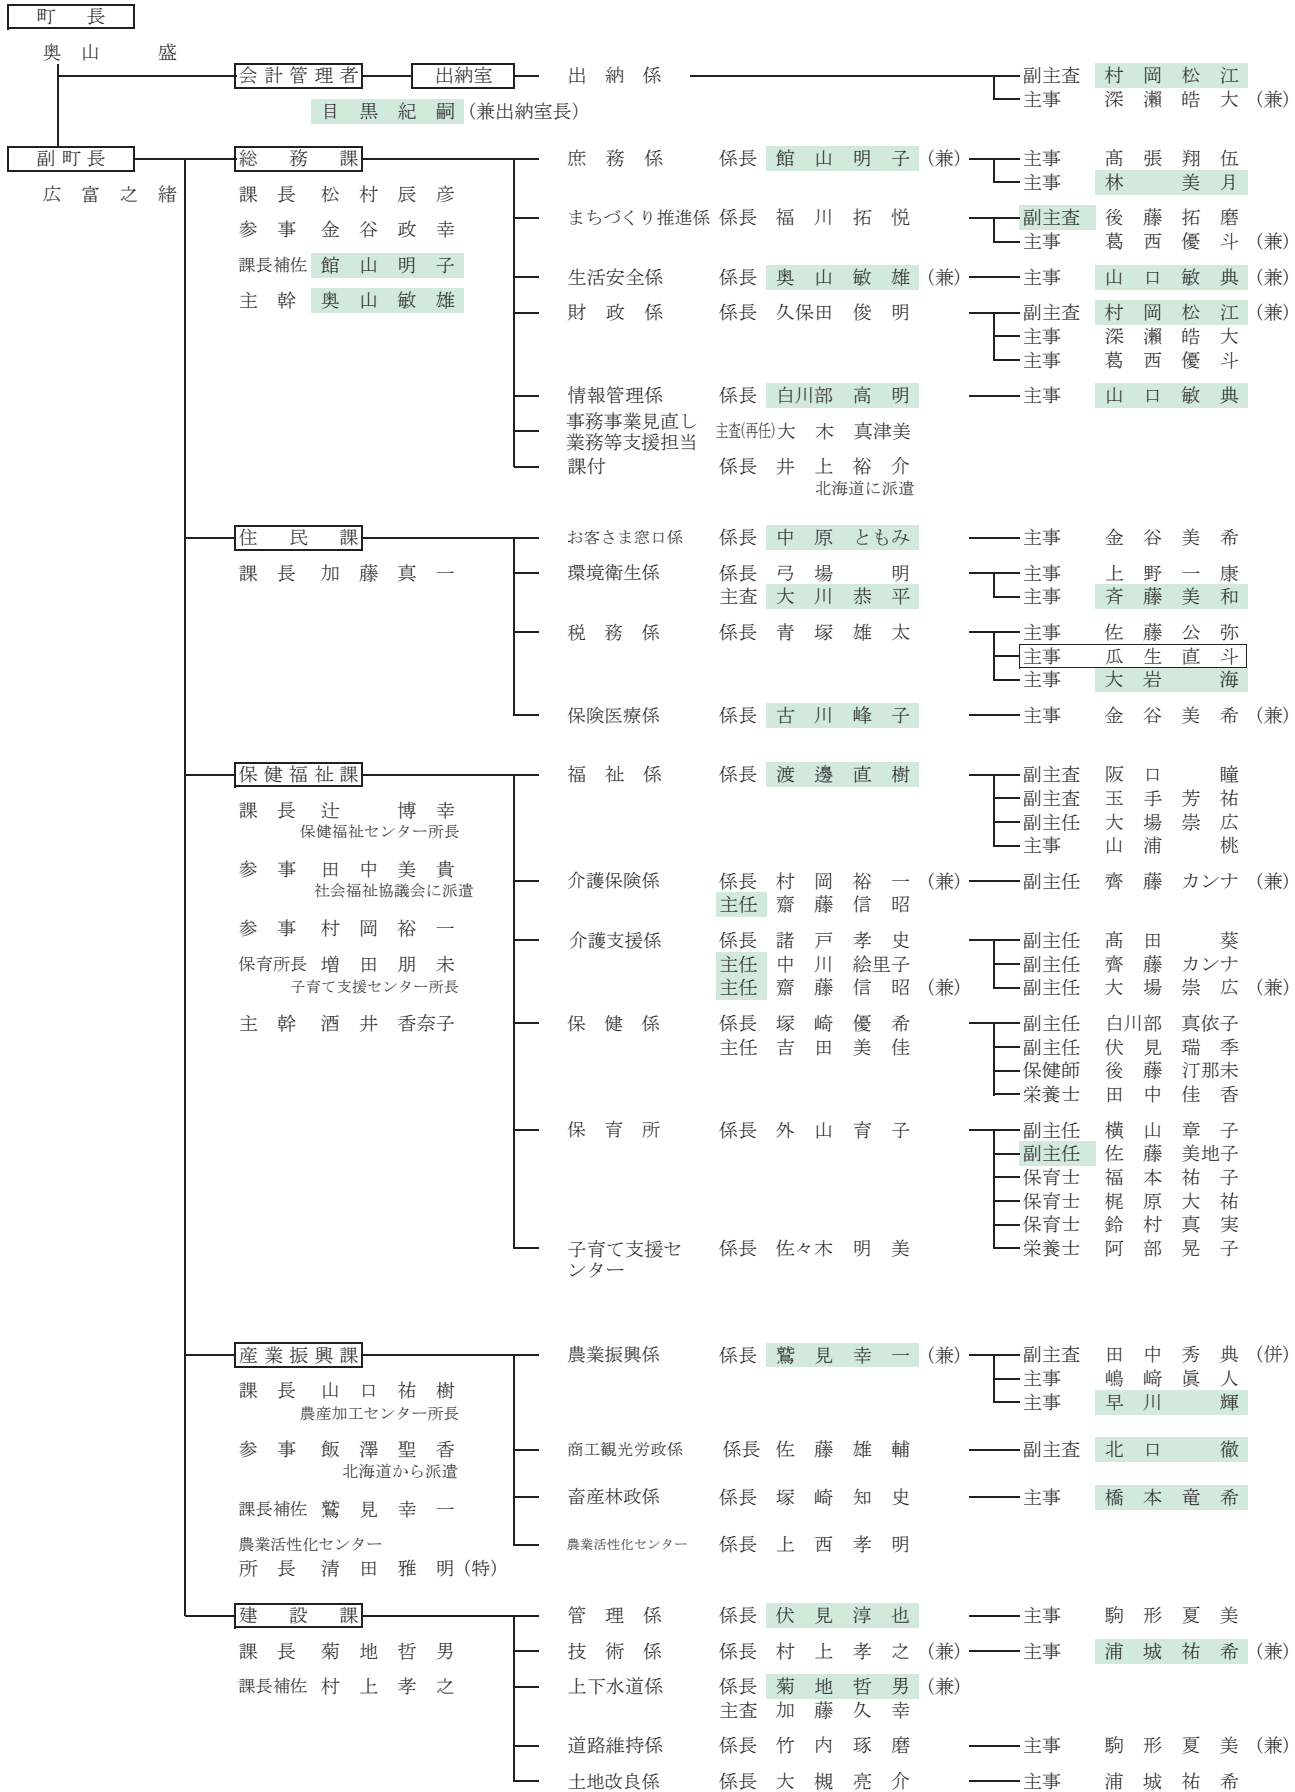 町長
奥山 盛
会計管理者 出納室 出納係 副主査 村岡松江
主事 深瀬皓大 (兼)
目黒紀嗣 (兼出納室長)
副町長 総務課 庶務係 係長 館山明子 (兼) 主事 髙張翔伍
広富之緒 課長 松村辰彦 主事 林 美月
まちづくり推進係 係長 福川拓悦 副主査 後藤拓磨
参事 金谷政幸 主事 葛西優斗 (兼)
課長補佐 館山明子 生活安全係 係長 奥山敏雄 (兼) 主事 山口敏典 (兼)
主幹 奥山敏雄 財政係 係長 久保田俊明 副主査 村岡松江 (兼)
主事 深瀬皓大
主事 葛西優斗
情報管理係 係長 白川部高明 主事 山口敏典
事務事業見直し
業務等支援担当 主査(再任) 大木真津美
課付 係長 井上裕介
北海道に派遣
住民課 お客さま窓口係 係長 中原ともみ 主事 金谷美希
課長 加藤真一 環境衛生係 係長 弓場 明 主事 上野一康
主査 大川恭平 主事 斉藤美和
税務係 係長 青塚雄太 主事 佐藤公弥
主事 瓜生直斗
主事 大岩 海
保険医療係 係長 古川峰子 主事 金谷美希 (兼)
保健福祉課 福祉係 係長 渡邊直樹 副主査 阪口 瞳
課長 辻 博幸 副主査 玉手芳祐
保健福祉センター所長 副主任 大場崇広
主事 山浦 桃
参事 田中美貴 介護保険係 係長 村岡裕一 (兼) 副主任 齊藤カンナ (兼)
社会福祉協議会に派遣 主任 齋藤信昭
参事 村岡裕一 介護支援係 係長 諸戸孝史 副主任 髙田 葵
保育所長 増田朋未 主任 中川絵里子 副主任 齊藤カンナ
子育て支援センター所長 主任 齋藤信昭 (兼) 副主任 大場崇広 (兼)
主幹 酒井香奈子 保健係 係長 塚崎優希 副主任 白川部真依子
主任 吉田美佳 副主任 伏見瑞季
保健師 後藤汀那未
栄養士 田中佳香
保育所 係長 外山育子 副主任 横山章子
副主任 佐藤美地子
保育士 福本祐子
保育士 梶原大祐
保育士 鈴村真実
子育て支援セ 係長 佐々木明美 栄養士 阿部晃子
ンター
産業振興課 農業振興係 係長 鷲見幸一 (兼) 副主査 田中秀典 (併)
課長 山口祐樹 主事 嶋﨑眞人
農産加工センター所長 主事 早川 輝
参事 飯澤聖香 商工観光労政係 係長 佐藤雄輔 副主査 北口 徹
北海道から派遣
課長補佐 鷲見幸一 畜産林政係 係長 塚崎知史 主事 橋本竜希
農業活性化センター 農業活性化センター 係長 上西孝明
所長 清田雅明 (特)
建設課 管理係 係長 伏見淳也 主事 駒形夏美
課長 菊地哲男 技術係 係長 村上孝之 (兼) 主事 浦城祐希 (兼)
課長補佐 村上孝之 上下水道係 係長 菊地哲男 (兼)
主査 加藤久幸
道路維持係 係長 竹内琢磨 主事 駒形夏美 (兼)
土地改良係 係長 大槻亮介 主事 浦城祐希